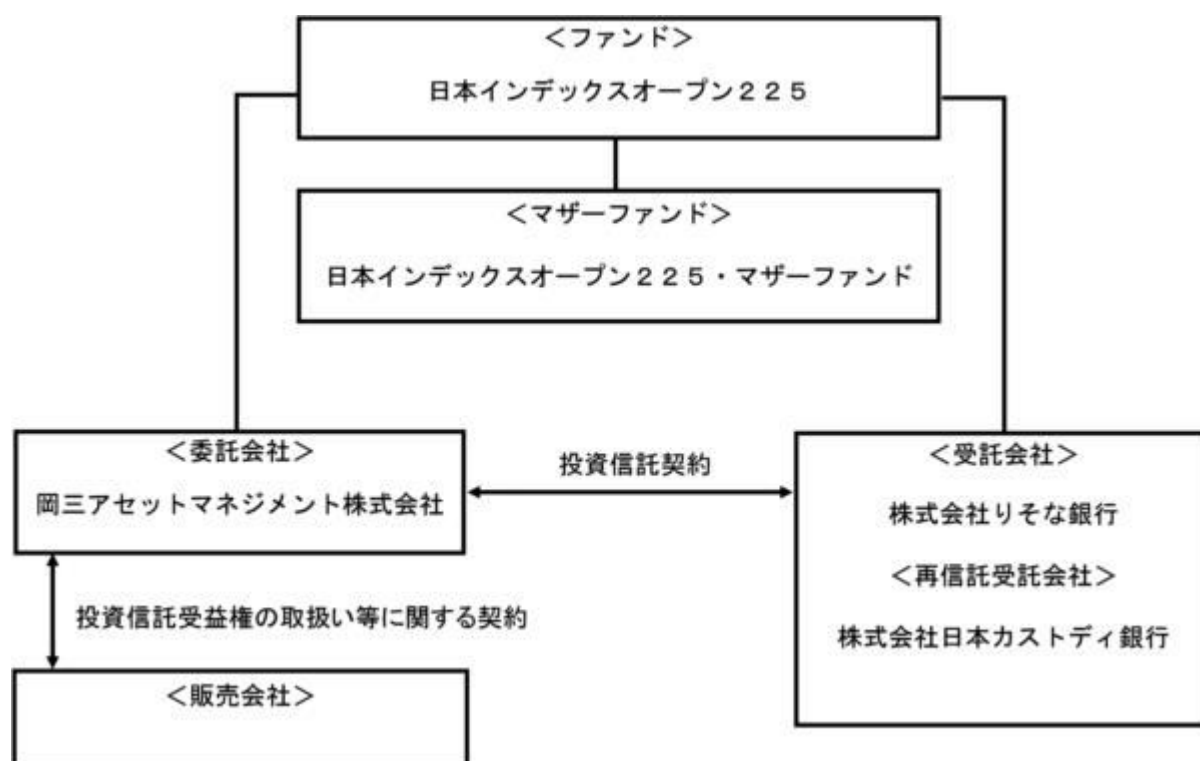 ＜ファンド＞
日本インデックスオープン２２５
＜マザーファンド＞
日本インデックスオープン２２５・マザーファンド
＜委託会社＞
岡三アセットマネジメント株式会社
投資信託契約
＜受託会社＞
株式会社りそな銀行
＜再信託受託会社＞
株式会社日本カストディ銀行
投資信託受益権の取扱い等に関する契約
＜販売会社＞